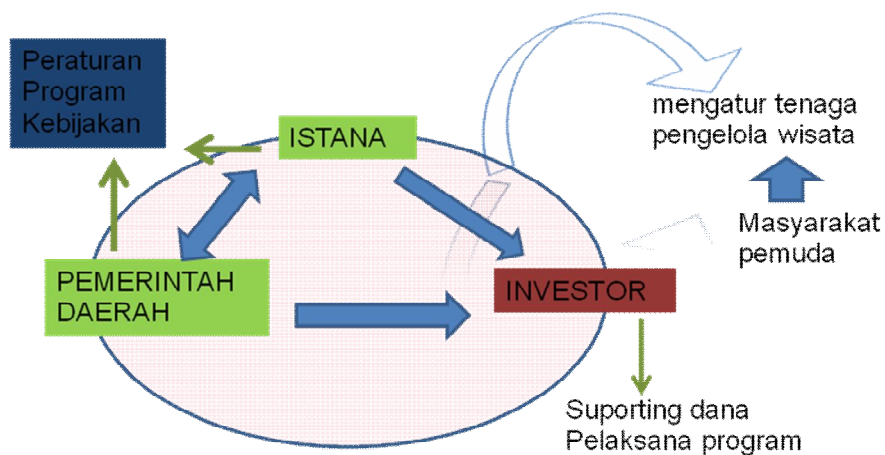 Peraturan
Program
Kebijakan
ISTANA
mengatur tenaga
pengelola wisata
Masyarakat
pemuda
PEMERINTAH
DAERAH
INVESTOR
Suporting dana
Pelaksana program